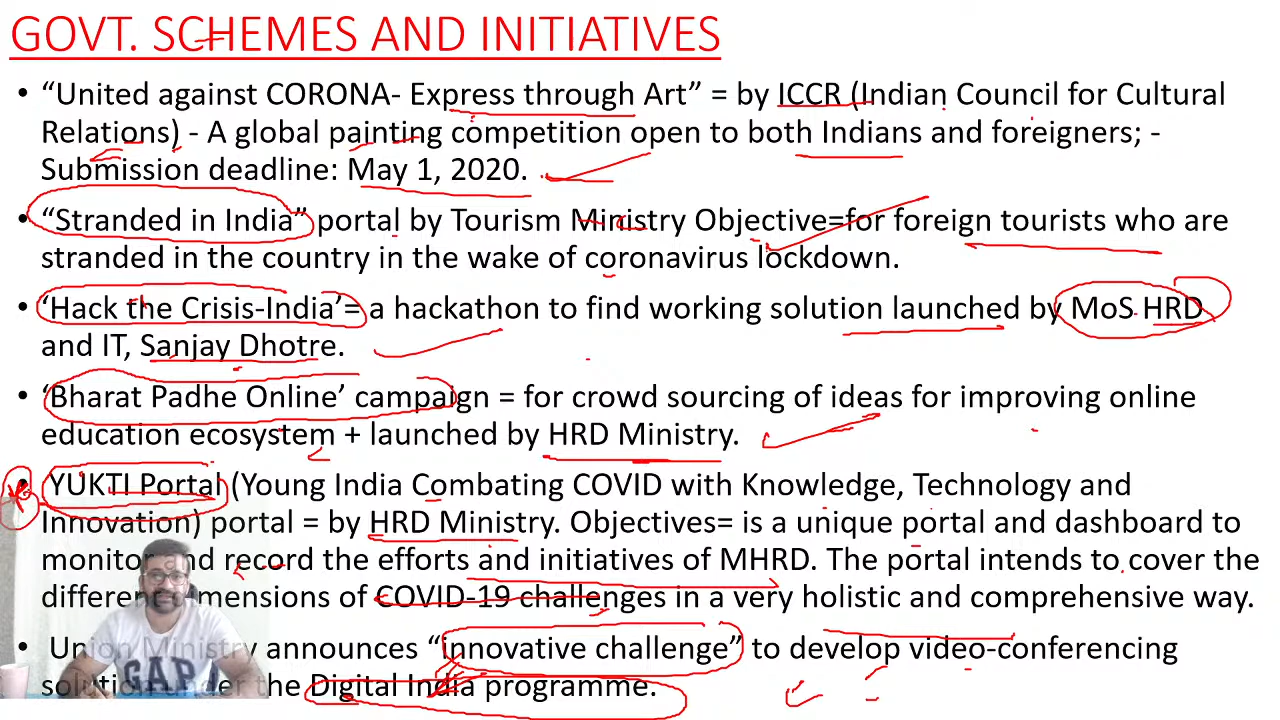 GOVT. SCHEMES AND INITIATIVES
• “United against CORONA- Express through Art” = by ICCR (Indian Council for Cultural
Relations) - A global painting competition open to both Indians and foreigners; -
Submission deadline: May 1, 2020.
• “Stranded in India” portal by Tourism Ministry Objective=for foreign tourists who are
stranded in the country in the wake of coronavirus lockdown.
• ‘Hack the Crisis-India’= a hackathon to find working solution launched by MoS HRD
and IT, Sanjay Dhotre.
• ‘Bharat Padhe Online’ campaign = for crowd sourcing of ideas for improving online
education ecosystem + launched by HRD Ministry.
• YUKTI Portal (Young India Combating COVID with Knowledge, Technology and
Innovation) portal = by HRD Ministry. Objectives= is a unique portal and dashboard to
monitor and record the efforts and initiatives of MHRD. The portal intends to cover the
different dimensions of COVID-19 challenges in a very holistic and comprehensive way.
• Union Ministry announces “innovative challenge” to develop video-conferencing
solution under the Digital India programme.
GAP